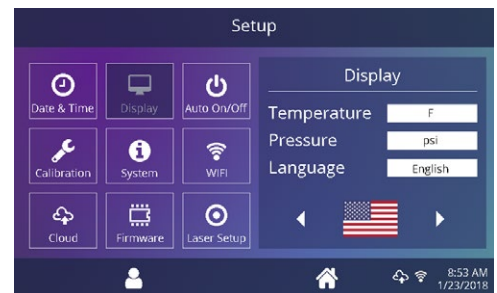 Setup
Date & Time
Display
Auto On/Off
Calibration
System
WIFI
Cloud
Firmware
Laser Setup
Display
Temperature F
Pressure psi
Language English
8:53 AM
1/23/2018